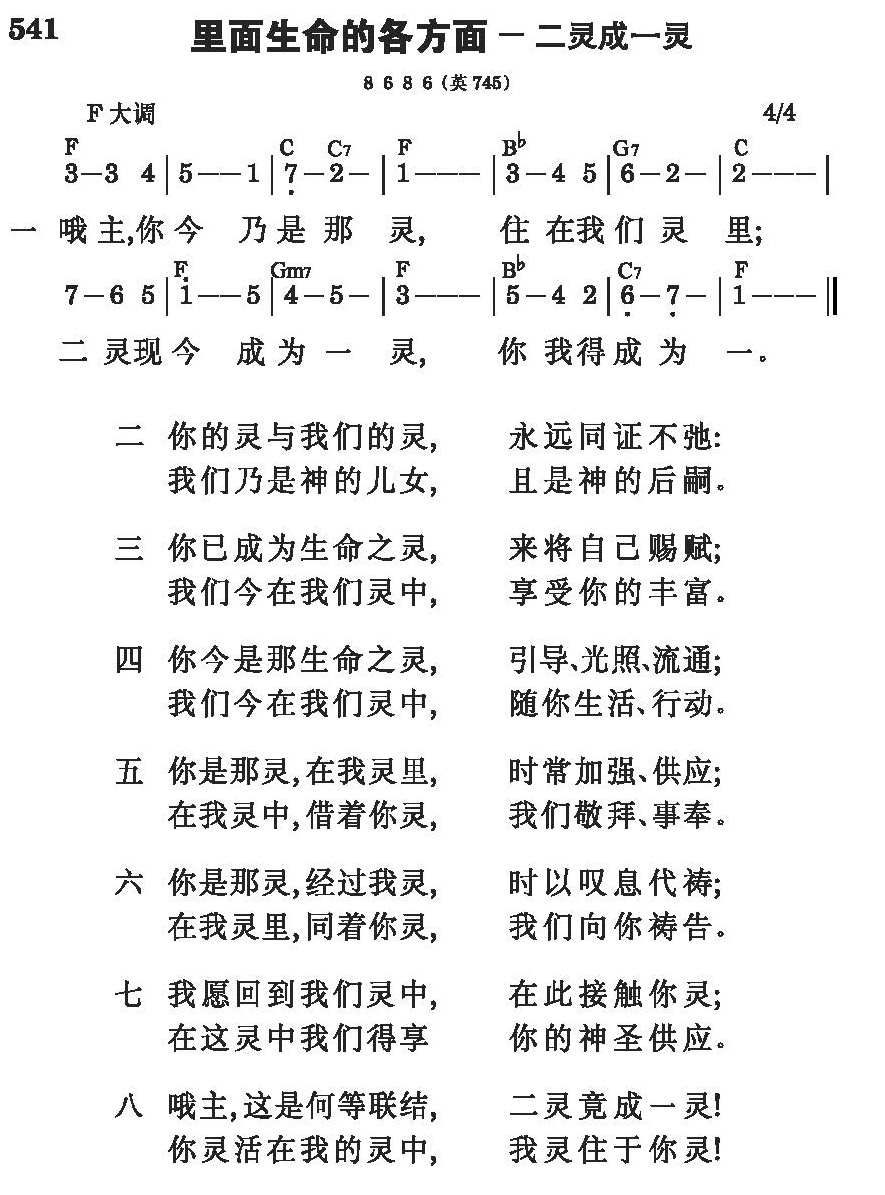 541
里面生命的各方面 － 二灵成一灵
8 6 8 6 (英 745)
F 大调 4/4
F C C7 F B♭ G7 C
3－3 4 | 5－－1 | 7̣－2－ | 1－－－ | 3－4 5 | 6－2－ | 2－－－ |
一 哦主,你今 乃是那 灵, 住 在我们灵 里;
F Gm7 F B♭ C7 F
7－6 5 | 1̇－－5 | 4－5－ | 3－－－ | 5－4 2 | 6̣－7̣－ | 1－－－ ‖
二 灵现今 成为一 灵, 你 我得成为 一。
二 你的灵与我们的灵, 永远同证不弛:
我们乃是神的儿女, 且是神的后嗣。
三 你已成为生命之灵, 来将自己赐赋;
我们今在我们灵中, 享受你的丰富。
四 你今是那生命之灵, 引导、光照、流通;
我们今在我们灵中, 随你生活、行动。
五 你是那灵,在我灵里, 时常加强、供应;
在我灵中,借着你灵, 我们敬拜、事奉。
六 你是那灵,经过我灵, 时以叹息代祷;
在我灵里,同着你灵, 我们向你祷告。
七 我愿回到我们灵中, 在此接触你灵;
在这灵中我们得享 你的神圣供应。
八 哦主,这是何等联结, 二灵竟成一灵!
你灵活在我的灵中, 我灵住于你灵!